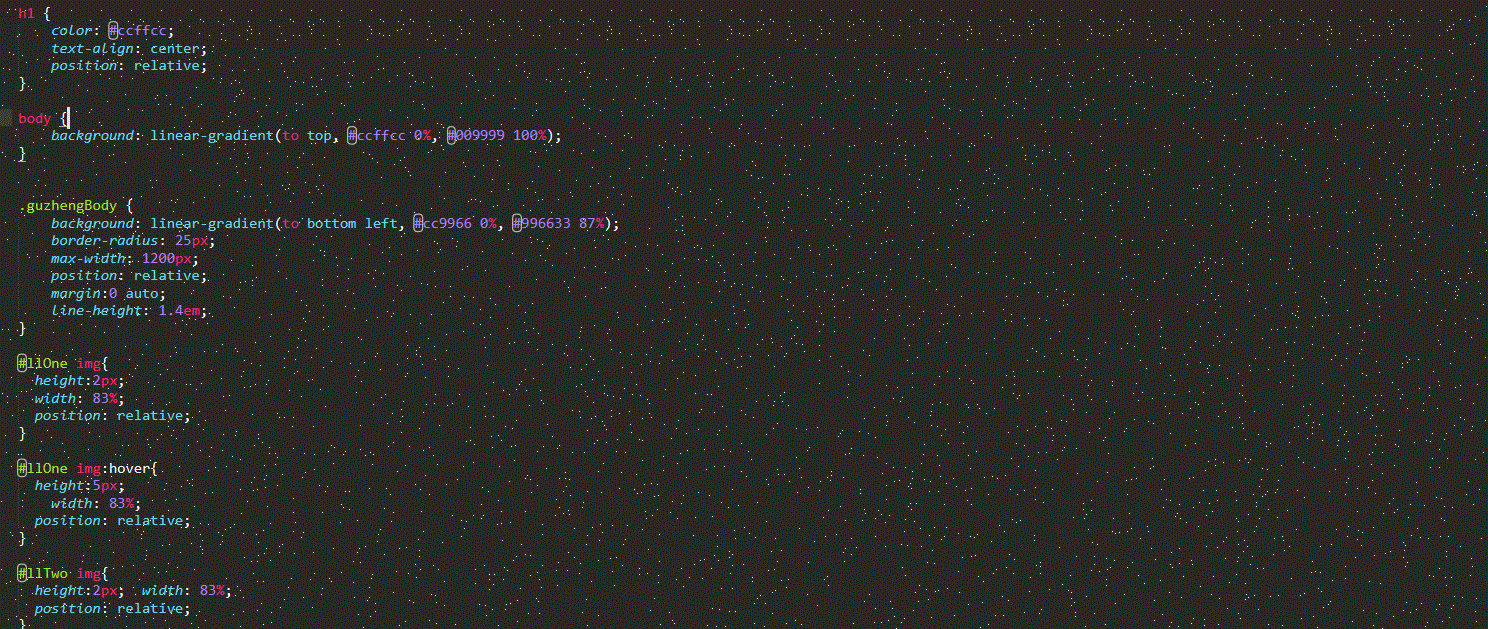 h1 {
    color: #ccffcc;
    text-align: center;
    position: relative;
}
body {
    background: linear-gradient(to top, #ccffcc 0%, #009999 100%);
}
.guzhengBody {
    background: linear-gradient(to bottom left, #cc9966 0%, #996633 87%);
    border-radius: 25px;
    max-width: 1200px;
    position: relative;
    margin:0 auto;
    line-height: 1.4em;
}
#llOne img{
  height:2px;
  width: 83%;
  position: relative;
}
#llOne img:hover{
  height:5px;
    width: 83%;
  position: relative;
}
#llTwo img{
  height:2px;  width: 83%;
  position: relative;
}